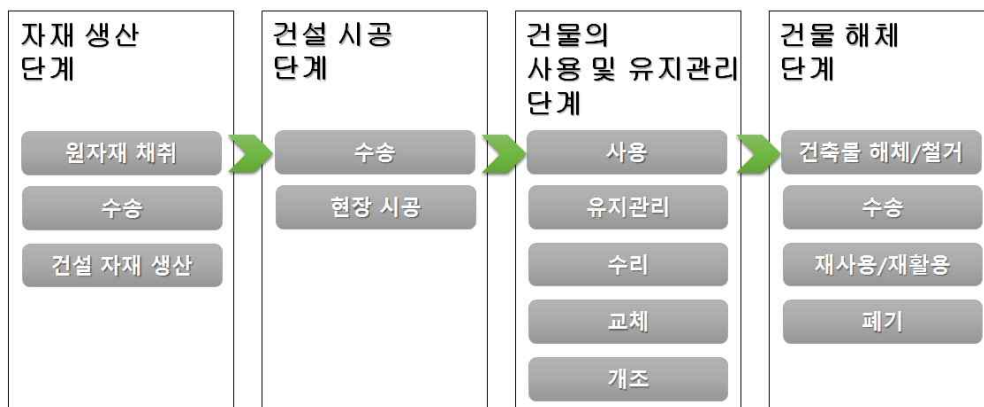 자재 생산
단계
원자재 채취
수송
건설 자재 생산
건설 시공
단계
수송
현장 시공
건물의
사용 및 유지관리
단계
사용
유지관리
수리
교체
개조
건물 해체
단계
건축물 해체/철거
수송
재사용/재활용
폐기